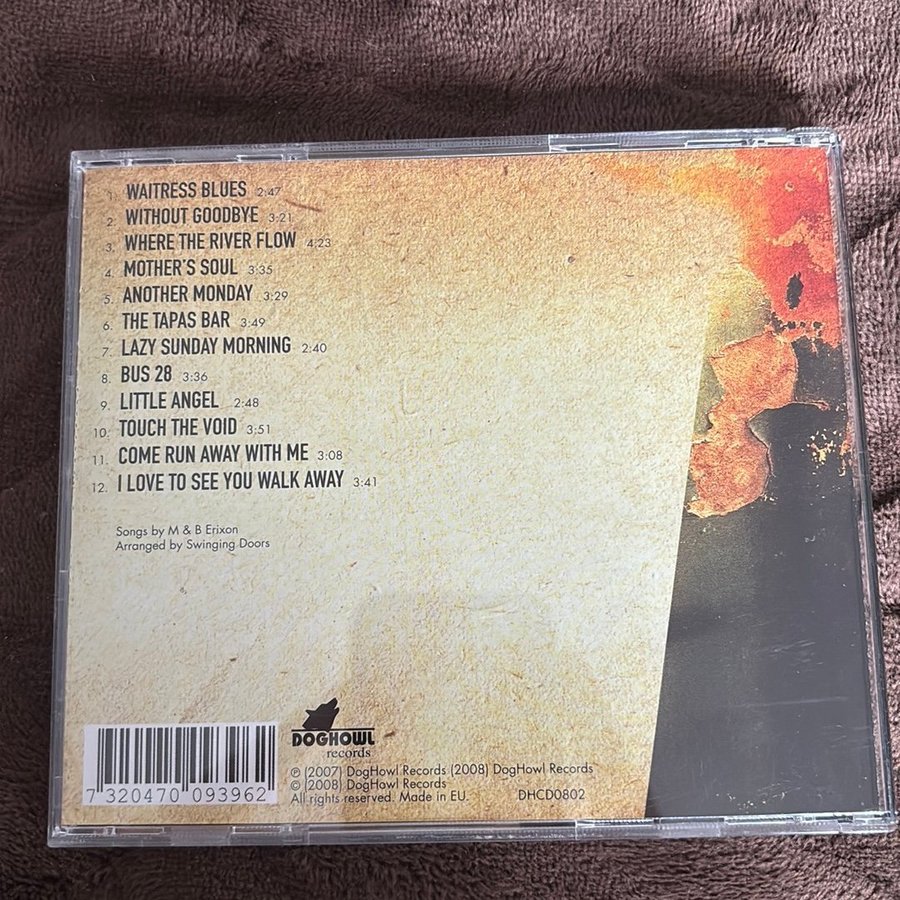 1. WAITRESS BLUES 2:47
2. WITHOUT GOODBYE 3:21
3. WHERE THE RIVER FLOW 4:23
4. MOTHER'S SOUL 3:35
5. ANOTHER MONDAY 3:29
6. THE TAPAS BAR 3:49
7. LAZY SUNDAY MORNING 2:40
8. BUS 28 3:36
9. LITTLE ANGEL 2:48
10. TOUCH THE VOID 3:51
11. COME RUN AWAY WITH ME 3:08
12. I LOVE TO SEE YOU WALK AWAY 3:41
Songs by M & B Erixon
Arranged by Swinging Doors
DOGHOWL
records
℗ (2007) DogHowl Records (2008) DogHowl Records
© (2008) DogHowl Records
All rights reserved. Made in EU. DHCD0802
7 320470 093962